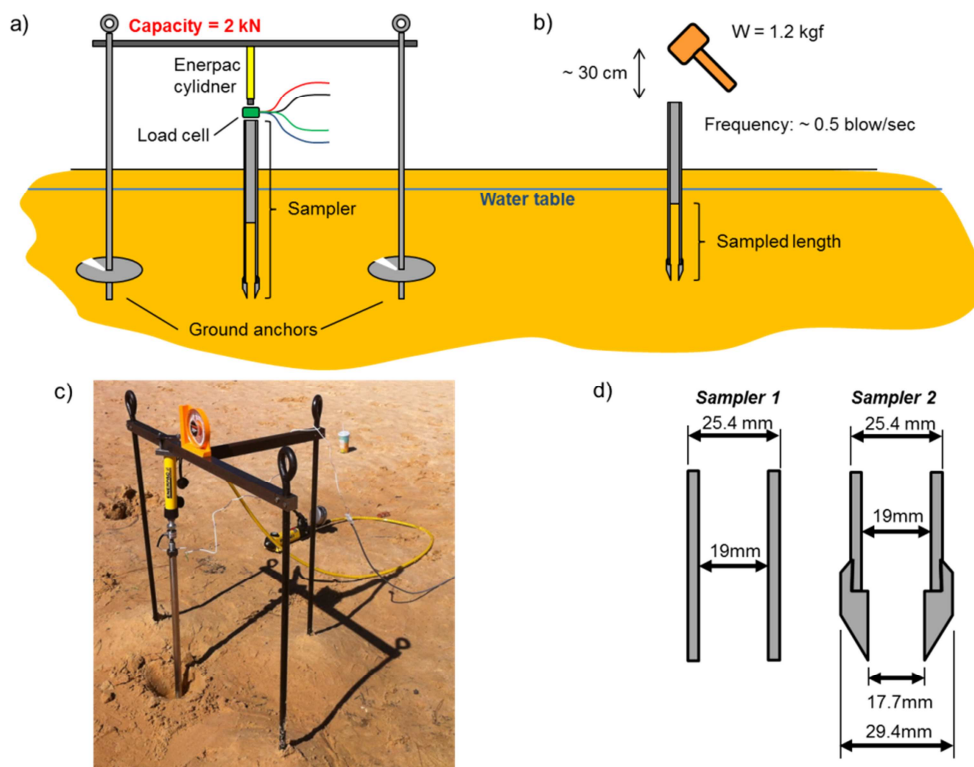 a)
Capacity = 2 kN
Enerpac
cylidner
Load cell
Sampler
Ground anchors
Water table
b)
W = 1.2 kgf
~ 30 cm
Frequency: ~ 0.5 blow/sec
Sampled length
c)
d)
Sampler 1
Sampler 2
25.4 mm
25.4 mm
19mm
19mm
17.7mm
29.4mm